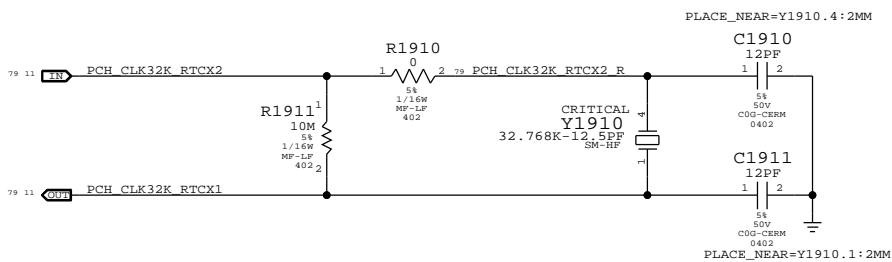 PLACE_NEAR=Y1910.4:2MM
C1910
12PF
1 2
5%
50V
C0G-CERM
0402
R1910
0
1 2
5%
1/16W
MF-LF
402
79 11 IN PCH_CLK32K_RTCX2
79 PCH_CLK32K_RTCX2_R
R1911
1
10M
5%
1/16W
MF-LF
402
2
CRITICAL
Y1910
32.768K-12.5PF
SM-HF
4
1
C1911
12PF
1 2
5%
50V
C0G-CERM
0402
79 11 OUT PCH_CLK32K_RTCX1
PLACE_NEAR=Y1910.1:2MM